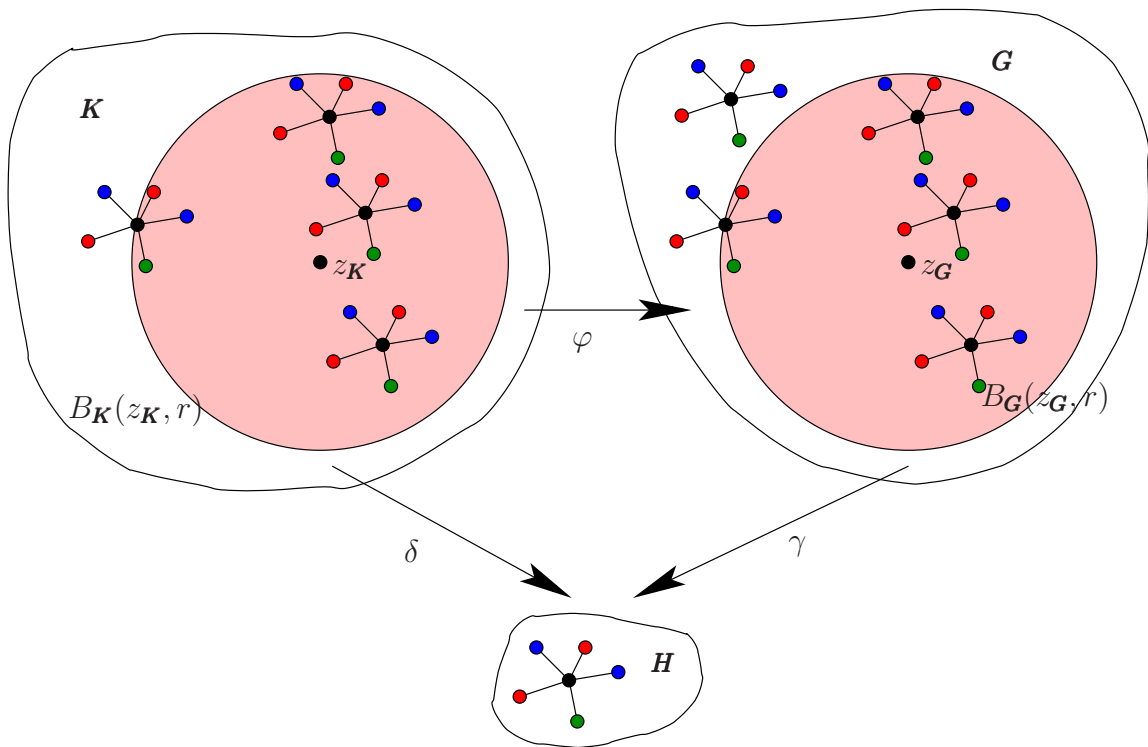 K
G
z_K
z_G
φ
B_K(z_K, r)
B_G(z_G, r)
δ
γ
H